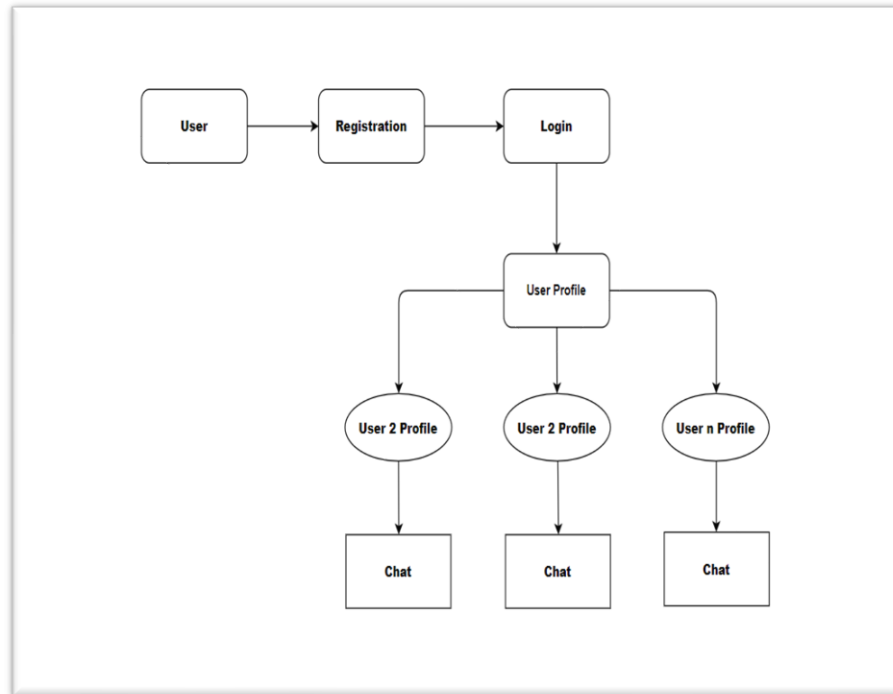 User
Registration
Login
User Profile
User 2 Profile
User 2 Profile
User n Profile
Chat
Chat
Chat